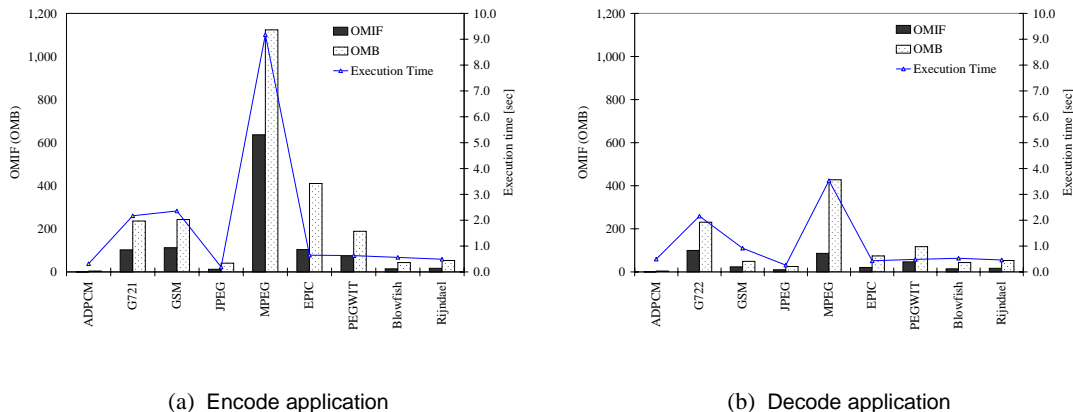 1,200
1,000
800
600
400
200
0
OMIF (OMB)
10.0
9.0
8.0
7.0
6.0
5.0
4.0
3.0
2.0
1.0
0.0
Execution time [sec]
OMIF
OMB
Execution Time
ADPCM
G721
GSM
JPEG
MPEG
EPIC
PEGWIT
Blowfish
Rijndael
(a) Encode application
1,200
1,000
800
600
400
200
0
OMIF (OMB)
10.0
9.0
8.0
7.0
6.0
5.0
4.0
3.0
2.0
1.0
0.0
Execution time [sec]
OMIF
OMB
Execution Time
ADPCM
G722
GSM
JPEG
MPEG
EPIC
PEGWIT
Blowfish
Rijndael
(b) Decode application